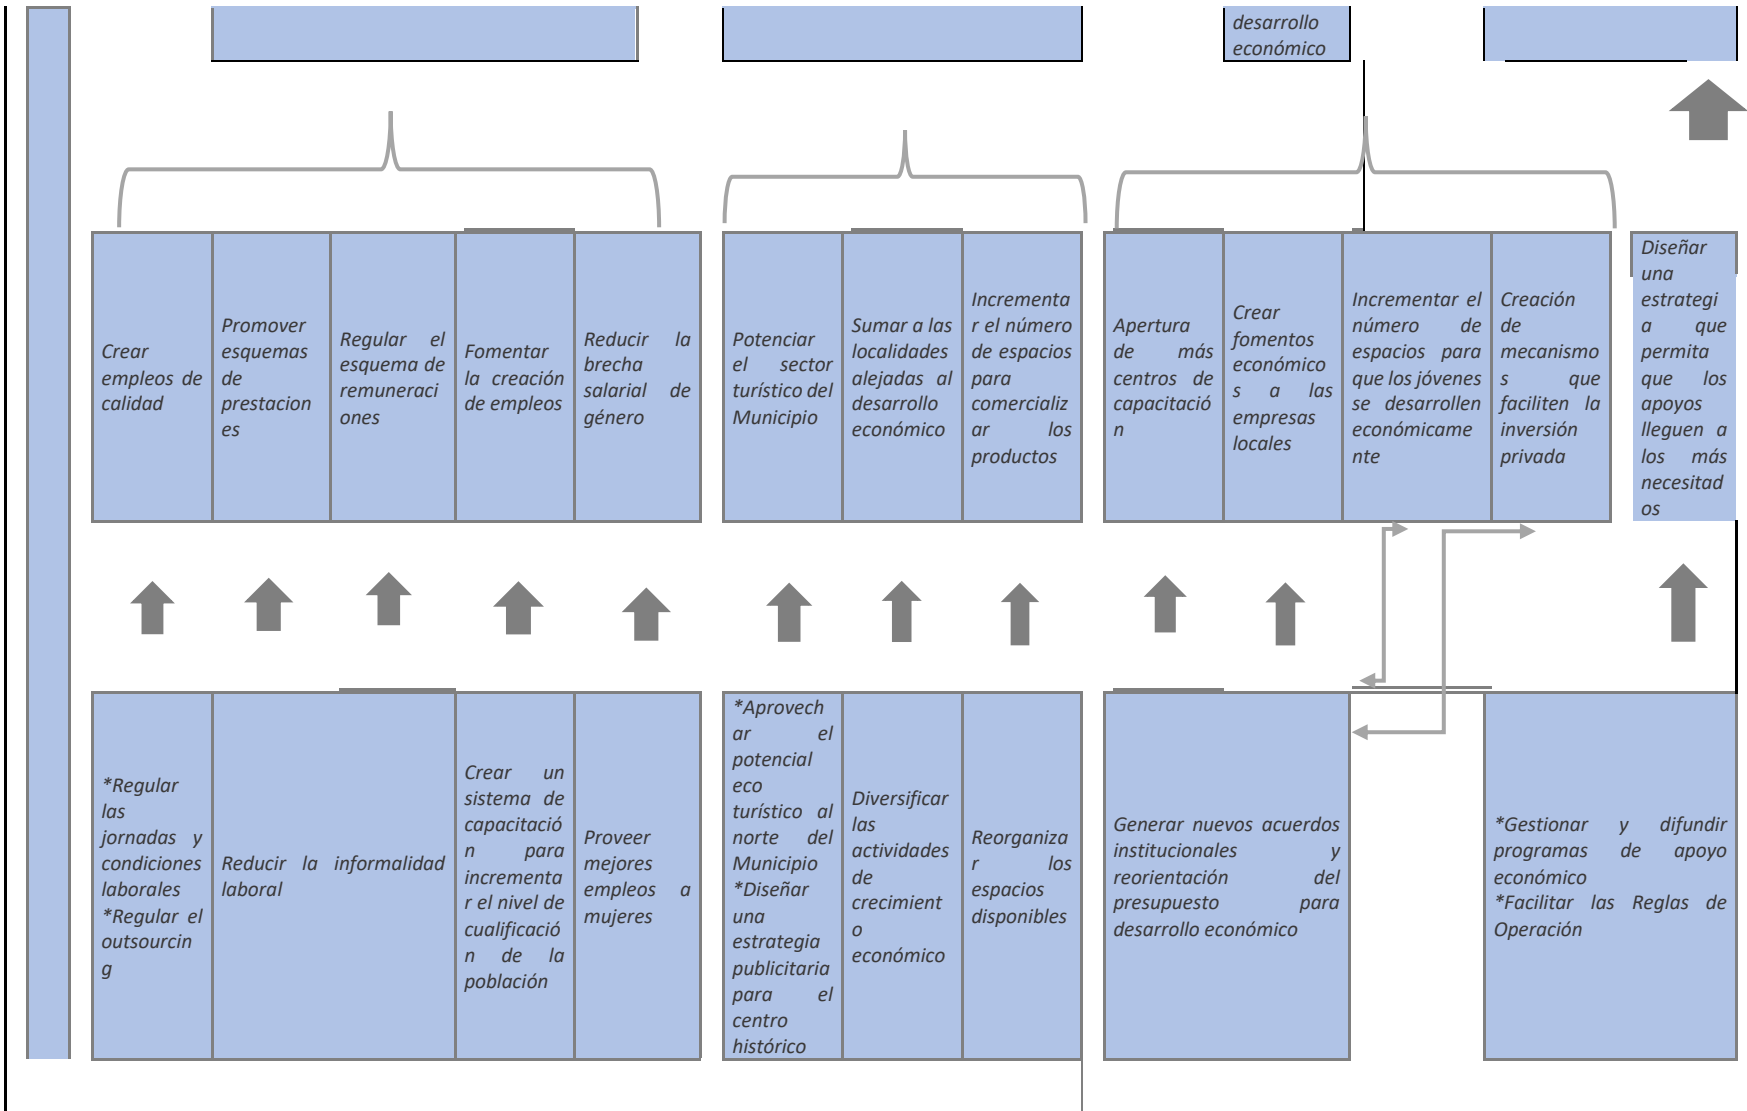 desarrollo
económico
Crear
empleos de
calidad
Promover
esquemas
de
prestacion
es
Regular el
esquema de
remuneraci
ones
Fomentar
la creación
de empleos
Reducir la
brecha
salarial de
género
Potenciar
el sector
turístico del
Municipio
Sumar a las
localidades
alejadas al
desarrollo
económico
Incrementa
r el número
de espacios
para
comercializ
ar los
productos
Apertura
de más
centros de
capacitació
n
Crear
fomentos
económico
s a las
empresas
locales
Incrementar el
número de
espacios para
que los jóvenes
se desarrollen
económicame
nte
Creación
de
mecanismo
s que
faciliten la
inversión
privada
Diseñar
una
estrategi
a que
permita
que los
apoyos
lleguen a
los más
necesitad
os
*Regular
las
jornadas y
condiciones
laborales
*Regular el
outsourcin
g
Reducir la informalidad
laboral
Crear un
sistema de
capacitació
n para
incrementa
r el nivel de
cualificació
n de la
población
Proveer
mejores
empleos a
mujeres
*Aprovech
ar el
potencial
eco
turístico al
norte del
Municipio
*Diseñar
una
estrategia
publicitaria
para el
centro
histórico
Diversificar
las
actividades
de
crecimient
o
económico
Reorganiza
r los
espacios
disponibles
Generar nuevos acuerdos
institucionales y
reorientación del
presupuesto para
desarrollo económico
*Gestionar y difundir
programas de apoyo
económico
*Facilitar las Reglas de
Operación